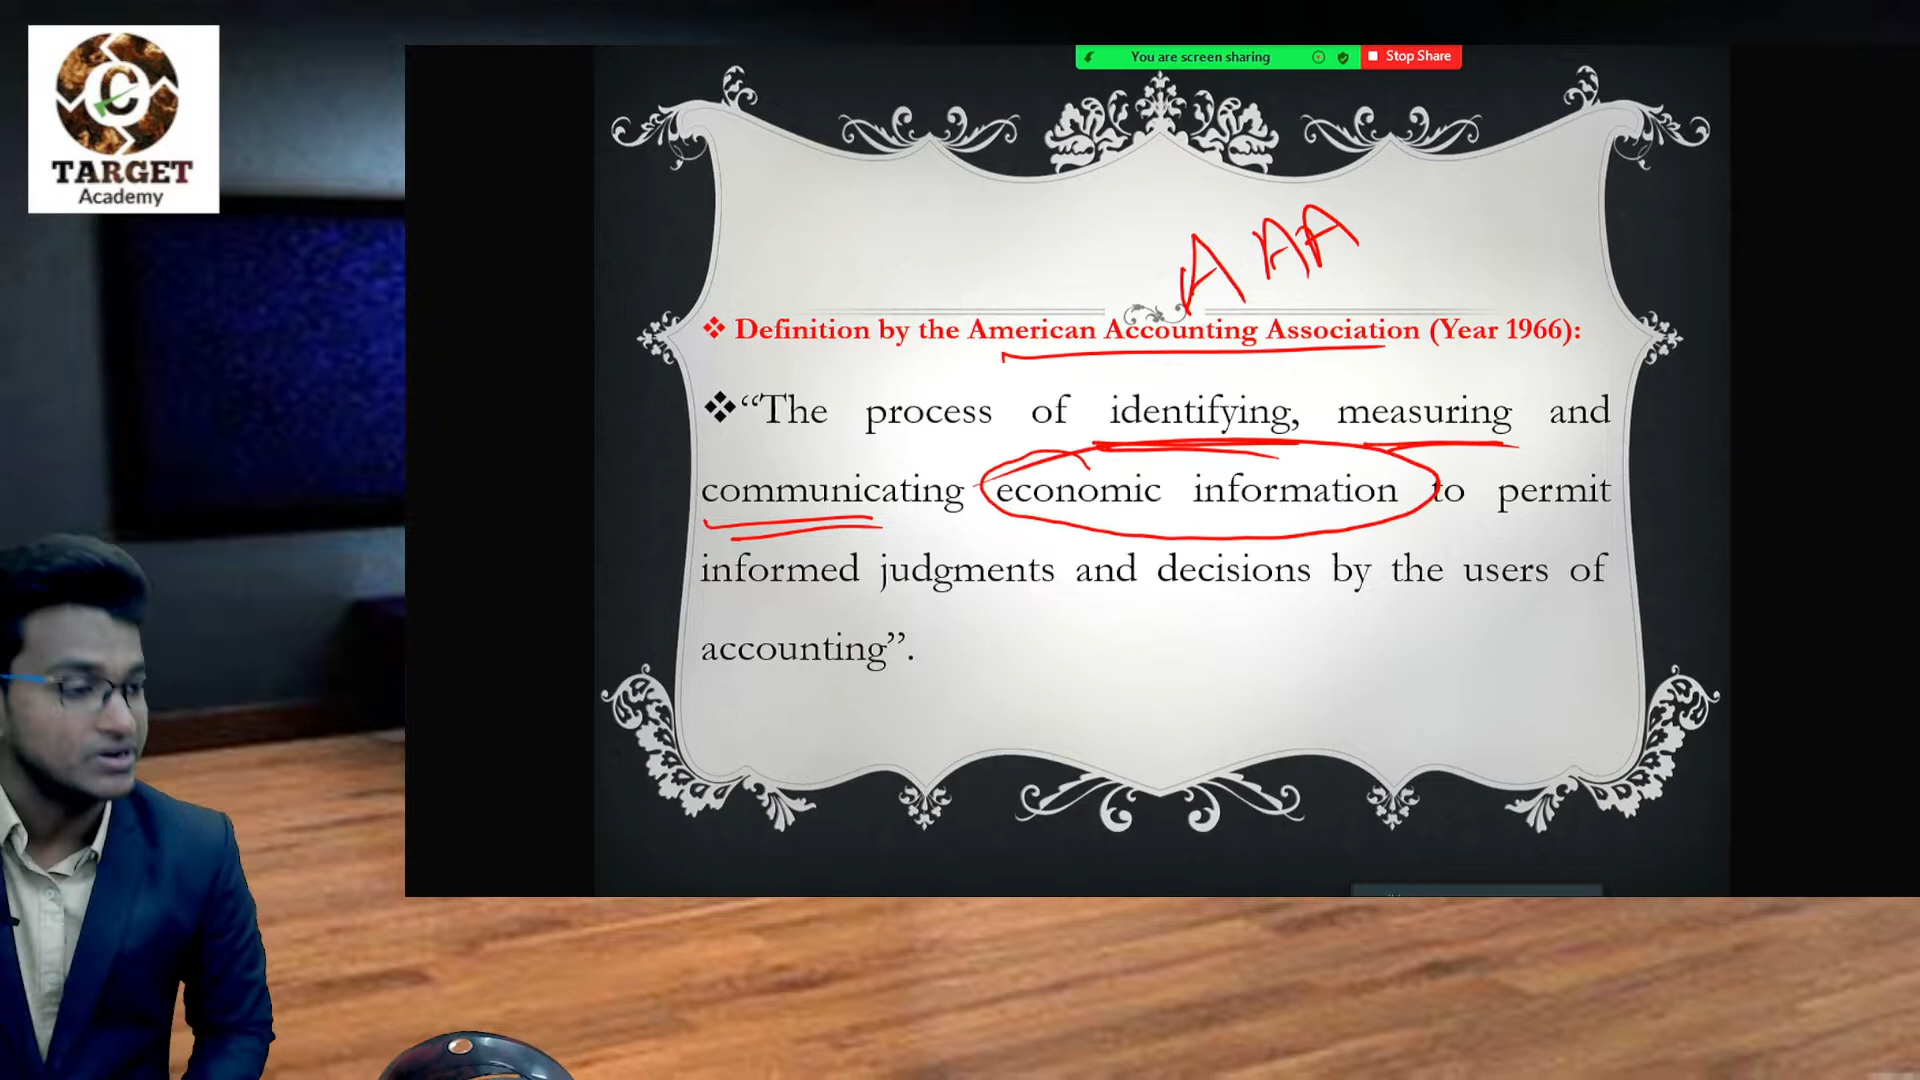 C
TARGET
Academy
You are screen sharing
Stop Share
A A A
❖ Definition by the American Accounting Association (Year 1966):
❖“The process of identifying, measuring and
communicating economic information to permit
informed judgments and decisions by the users of
accounting”.